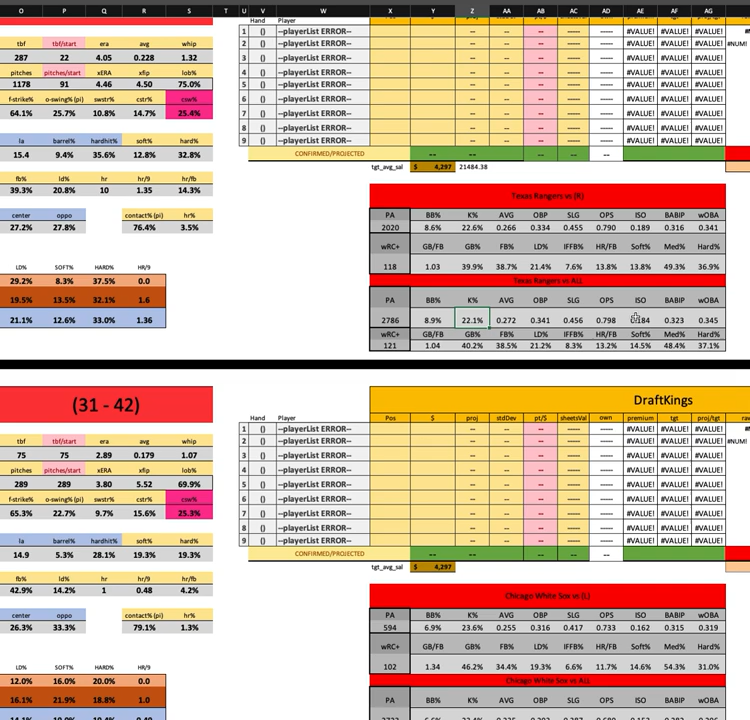 O P Q R S T U V W X Y Z AA AB AC AD AE AF AG
Hand Player
tbf tbf/start era avg whip
287 22 4.05 0.228 1.32
pitches pitches/start xERA xfip lob%
1178 91 4.46 4.50 75.0%
f-strike% o-swing% (pi) swstr% cstr% csw%
64.1% 25.7% 10.8% 14.7% 25.4%
la barrel% hardhit% soft% hard%
15.4 9.4% 35.6% 12.8% 32.8%
fb% ld% hr hr/9 hr/fb
39.3% 20.8% 10 1.35 14.3%
center oppo contact% (pi) hr%
27.2% 27.8% 76.4% 3.5%
LD% SOFT% HARD% HR/9
29.2% 8.3% 37.5% 0.0
19.5% 13.5% 32.1% 1.6
21.1% 12.6% 33.0% 1.36
1 () --playerList ERROR-- -- -- -- ----- ----- #VALUE! #VALUE! #VALUE!
2 () --playerList ERROR-- -- -- -- ----- ----- #VALUE! #VALUE! #VALUE! #NUM!
3 () --playerList ERROR-- -- -- -- ----- ----- #VALUE! #VALUE! #VALUE!
4 () --playerList ERROR-- -- -- -- ----- ----- #VALUE! #VALUE! #VALUE!
5 () --playerList ERROR-- -- -- -- ----- ----- #VALUE! #VALUE! #VALUE!
6 () --playerList ERROR-- -- -- -- ----- ----- #VALUE! #VALUE! #VALUE!
7 () --playerList ERROR-- -- -- -- ----- ----- #VALUE! #VALUE! #VALUE!
8 () --playerList ERROR-- -- -- -- ----- ----- #VALUE! #VALUE! #VALUE!
9 () --playerList ERROR-- -- -- -- ----- ----- #VALUE! #VALUE! #VALUE!
CONFIRMED/PROJECTED -- -- -- -- --
tgt_avg_sal $ 4,297 21484.38
Texas Rangers vs (R)
PA BB% K% AVG OBP SLG OPS ISO BABIP wOBA
2020 8.6% 22.6% 0.266 0.334 0.455 0.790 0.189 0.316 0.341
wRC+ GB/FB GB% FB% LD% IFFB% HR/FB Soft% Med% Hard%
118 1.03 39.9% 38.7% 21.4% 7.6% 13.8% 13.8% 49.3% 36.9%
Texas Rangers vs ALL
PA BB% K% AVG OBP SLG OPS ISO BABIP wOBA
2786 8.9% 22.1% 0.272 0.341 0.456 0.798 0.184 0.323 0.345
wRC+ GB/FB GB% FB% LD% IFFB% HR/FB Soft% Med% Hard%
121 1.04 40.2% 38.5% 21.2% 8.3% 13.2% 14.5% 48.4% 37.1%
(31 - 42)
tbf tbf/start era avg whip
75 75 2.89 0.179 1.07
pitches pitches/start xERA xfip lob%
289 289 3.80 5.52 69.9%
f-strike% o-swing% (pi) swstr% cstr% csw%
65.3% 22.7% 9.7% 15.6% 25.3%
la barrel% hardhit% soft% hard%
14.9 5.3% 28.1% 19.3% 19.3%
fb% ld% hr hr/9 hr/fb
42.9% 14.2% 1 0.48 4.2%
center oppo contact% (pi) hr%
26.3% 33.3% 79.1% 1.3%
LD% SOFT% HARD% HR/9
12.0% 16.0% 20.0% 0.0
16.1% 21.9% 18.8% 1.0
DraftKings
Hand Player Pos $ proj stdDev pt/$ sheetsVal own premium tgt proj/tgt
1 () --playerList ERROR-- -- -- -- ----- ----- #VALUE! #VALUE! #VALUE!
2 () --playerList ERROR-- -- -- -- ----- ----- #VALUE! #VALUE! #VALUE! #NUM!
3 () --playerList ERROR-- -- -- -- ----- ----- #VALUE! #VALUE! #VALUE!
4 () --playerList ERROR-- -- -- -- ----- ----- #VALUE! #VALUE! #VALUE!
5 () --playerList ERROR-- -- -- -- ----- ----- #VALUE! #VALUE! #VALUE!
6 () --playerList ERROR-- -- -- -- ----- ----- #VALUE! #VALUE! #VALUE!
7 () --playerList ERROR-- -- -- -- ----- ----- #VALUE! #VALUE! #VALUE!
8 () --playerList ERROR-- -- -- -- ----- ----- #VALUE! #VALUE! #VALUE!
9 () --playerList ERROR-- -- -- -- ----- ----- #VALUE! #VALUE! #VALUE!
CONFIRMED/PROJECTED -- -- -- -- --
tgt_avg_sal $ 4,297
Chicago White Sox vs (L)
PA BB% K% AVG OBP SLG OPS ISO BABIP wOBA
594 6.9% 23.6% 0.255 0.316 0.417 0.733 0.162 0.315 0.319
wRC+ GB/FB GB% FB% LD% IFFB% HR/FB Soft% Med% Hard%
102 1.34 46.2% 34.4% 19.3% 6.6% 11.7% 14.6% 54.3% 31.0%
Chicago White Sox vs ALL
PA BB% K% AVG OBP SLG OPS ISO BABIP wOBA